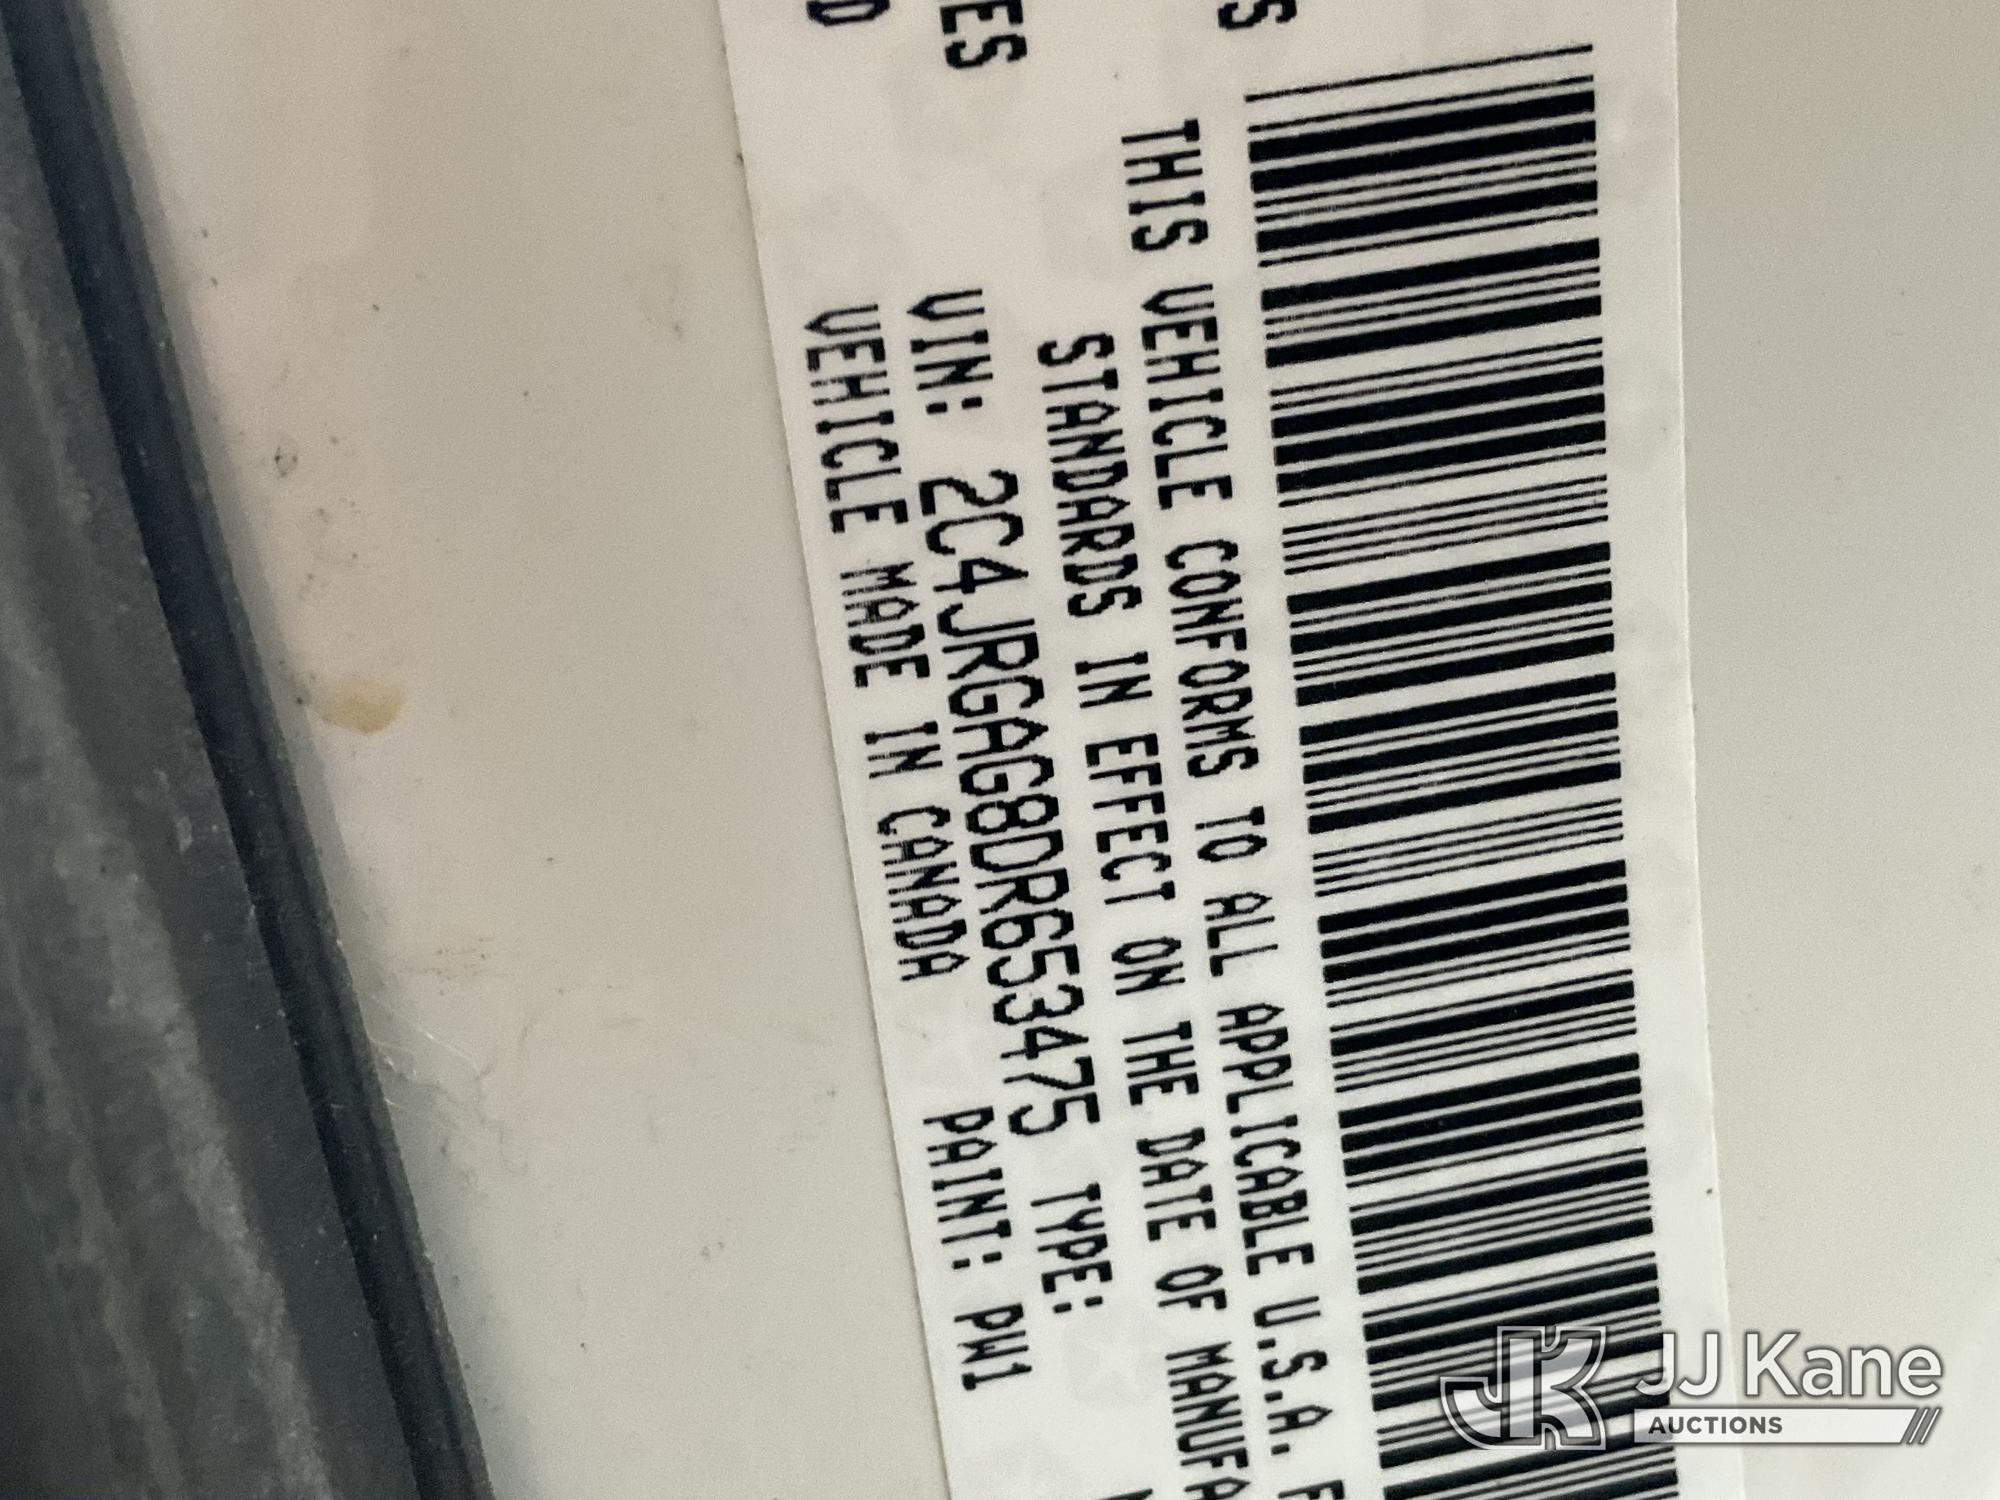 S
THIS VEHICLE CONFORMS TO ALL APPLICABLE U.S.A. F
STANDARDS IN EFFECT ON THE DATE OF MANUFA
ES
VIN: 2C4JRGAG8DR653475 TYPE:
D
VEHICLE MADE IN CANADA PAINT: PW1
JJ Kane
AUCTIONS